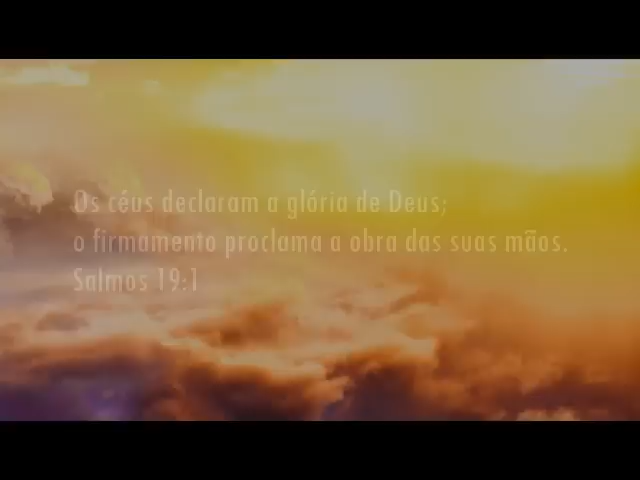 Os céus declaram a glória de Deus;
o firmamento proclama a obra das suas mãos.
Salmos 19:1